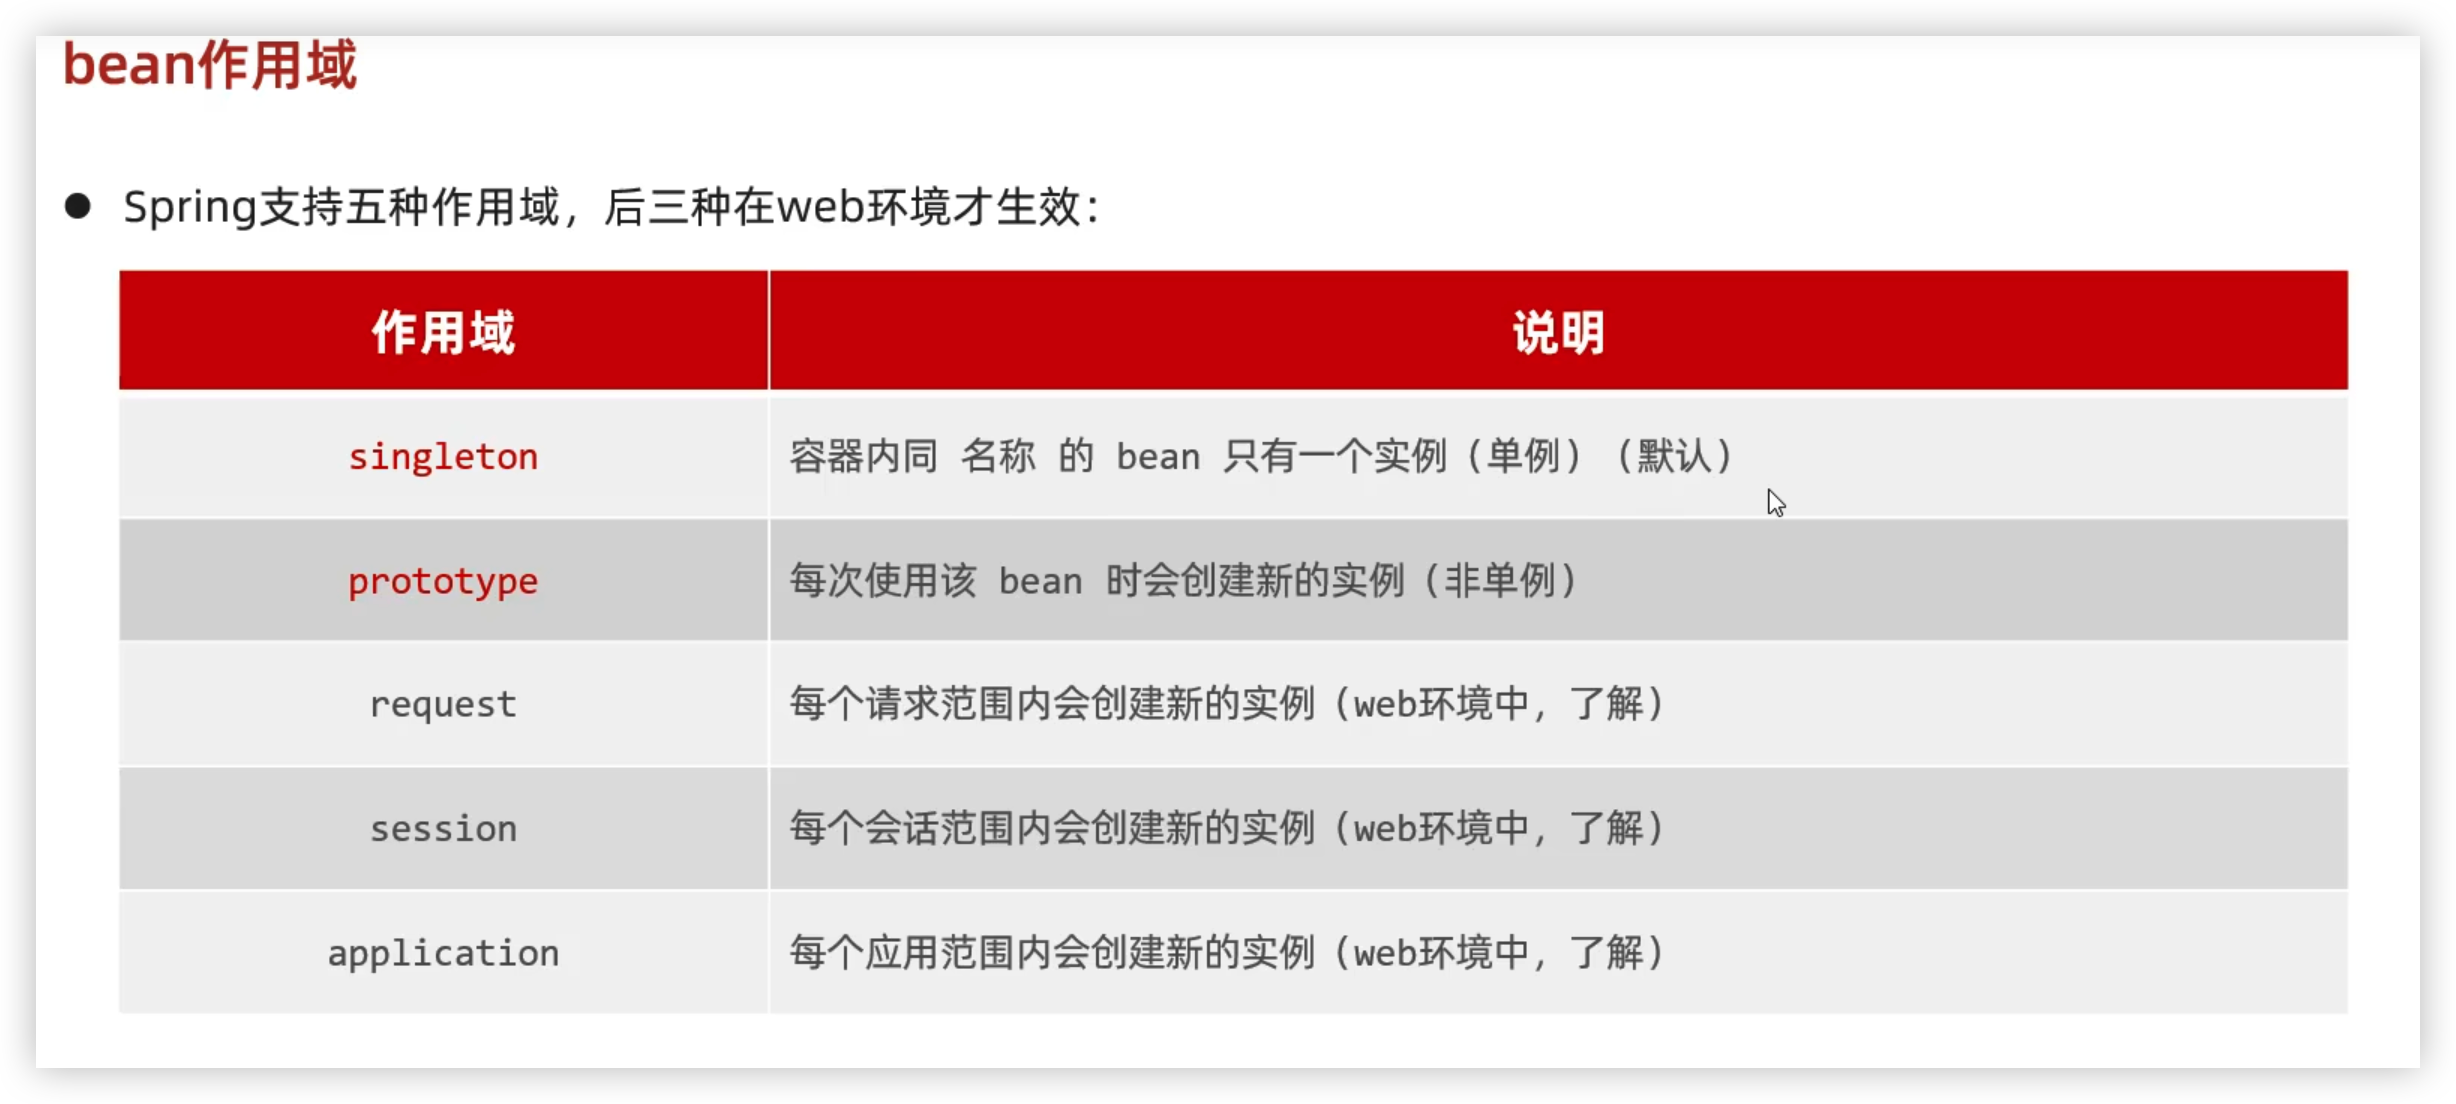 bean作用域
● Spring支持五种作用域，后三种在web环境才生效：
作用域 说明
singleton 容器内同 名称 的 bean 只有一个实例（单例）（默认）
prototype 每次使用该 bean 时会创建新的实例（非单例）
request 每个请求范围内会创建新的实例（web环境中，了解）
session 每个会话范围内会创建新的实例（web环境中，了解）
application 每个应用范围内会创建新的实例（web环境中，了解）